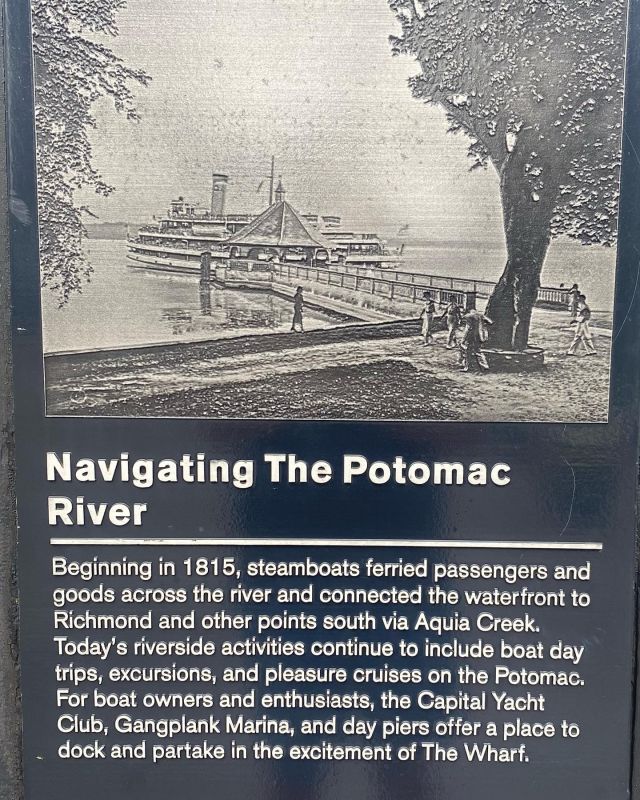 Navigating The Potomac
River
Beginning in 1815, steamboats ferried passengers and
goods across the river and connected the waterfront to
Richmond and other points south via Aquia Creek.
Today's riverside activities continue to include boat day
trips, excursions, and pleasure cruises on the Potomac.
For boat owners and enthusiasts, the Capital Yacht
Club, Gangplank Marina, and day piers offer a place to
dock and partake in the excitement of The Wharf.